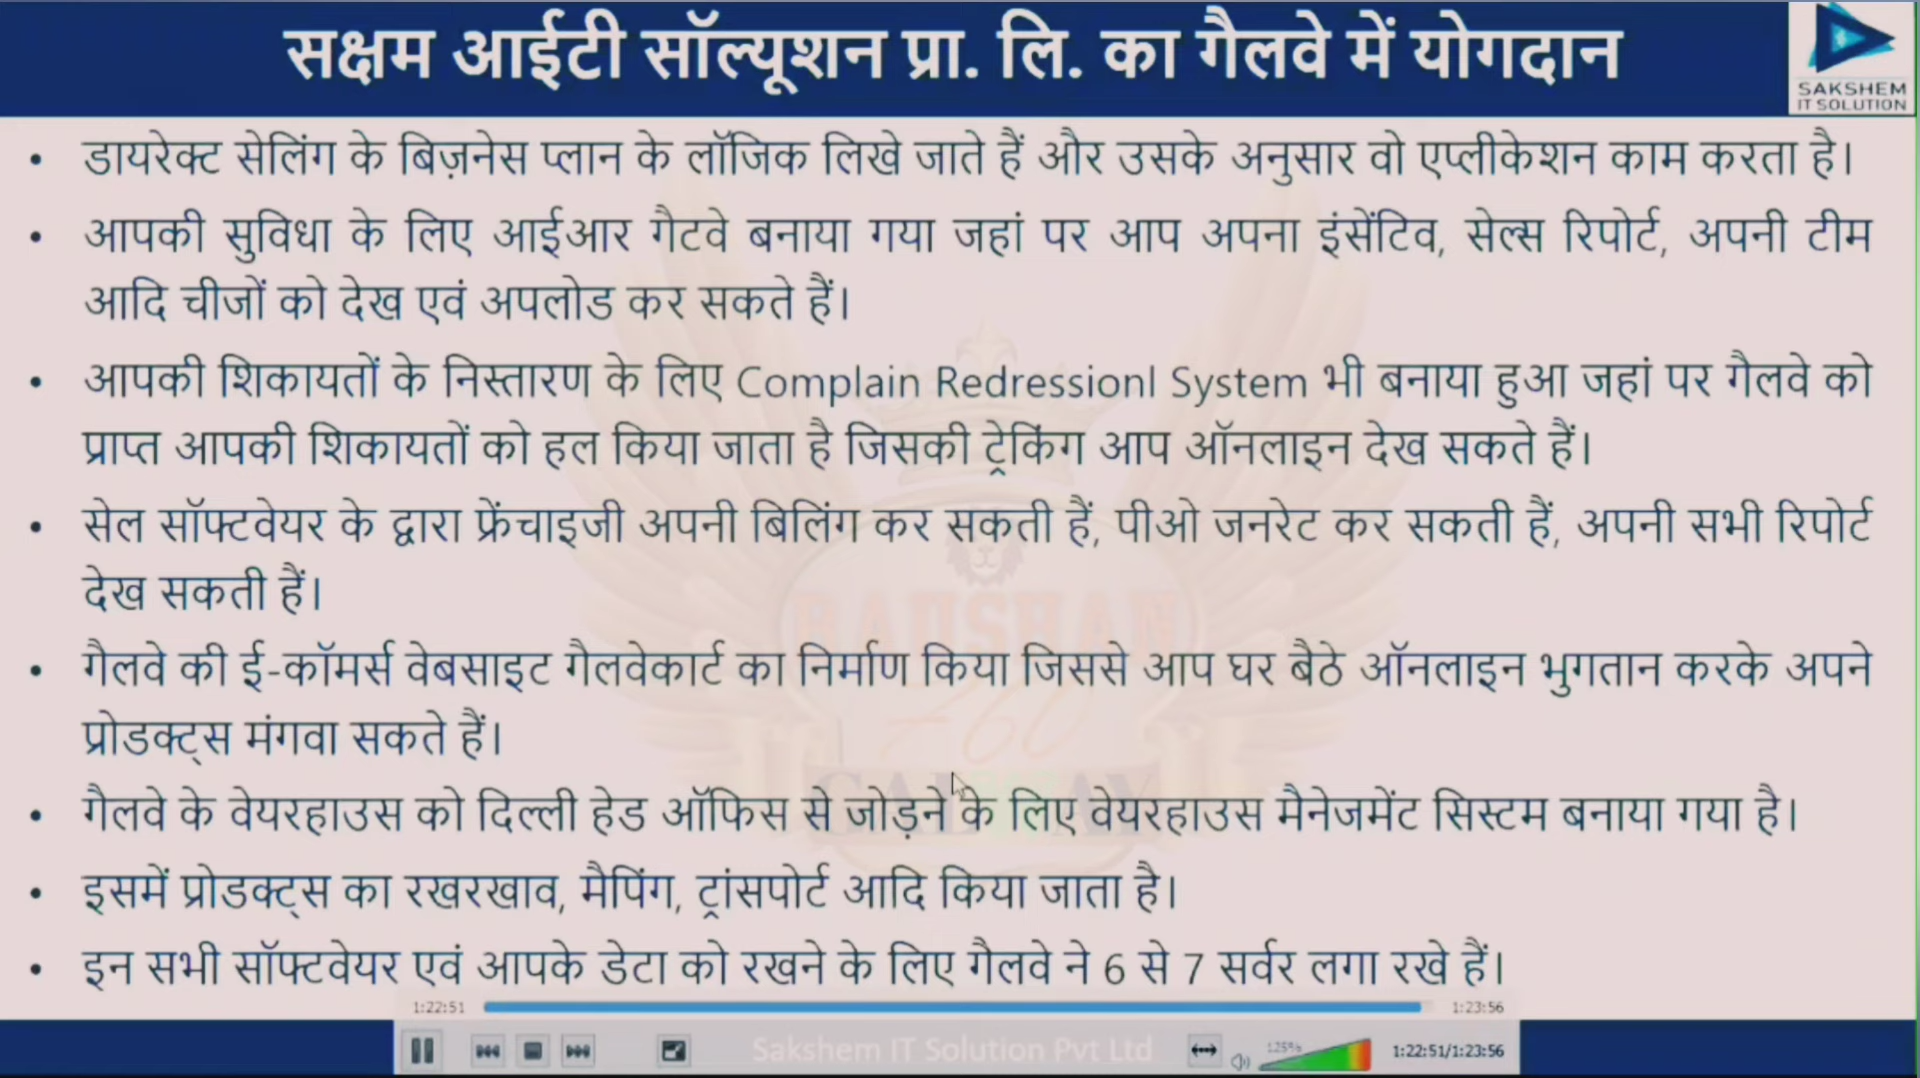 सक्षम आईटी सॉल्यूशन प्रा. लि. का गैलवे में योगदान
SAKSHEM
IT SOLUTION
• डायरेक्ट सेलिंग के बिज़नेस प्लान के लॉजिक लिखे जाते हैं और उसके अनुसार वो एप्लीकेशन काम करता है।
• आपकी सुविधा के लिए आईआर गैटवे बनाया गया जहां पर आप अपना इंसेंटिव, सेल्स रिपोर्ट, अपनी टीम
आदि चीजों को देख एवं अपलोड कर सकते हैं।
• आपकी शिकायतों के निस्तारण के लिए Complain Redressionl System भी बनाया हुआ जहां पर गैलवे को
प्राप्त आपकी शिकायतों को हल किया जाता है जिसकी ट्रेकिंग आप ऑनलाइन देख सकते हैं।
• सेल सॉफ्टवेयर के द्वारा फ्रेंचाइजी अपनी बिलिंग कर सकती हैं, पीओ जनरेट कर सकती हैं, अपनी सभी रिपोर्ट
देख सकती हैं।
RAUSHAN
• गैलवे की ई-कॉमर्स वेबसाइट गैलवेकार्ट का निर्माण किया जिससे आप घर बैठे ऑनलाइन भुगतान करके अपने
प्रोडक्ट्स मंगवा सकते हैं।
• गैलवे के वेयरहाउस को दिल्ली हेड ऑफिस से जोड़ने के लिए वेयरहाउस मैनेजमेंट सिस्टम बनाया गया है।
• इसमें प्रोडक्ट्स का रखरखाव, मैपिंग, ट्रांसपोर्ट आदि किया जाता है।
• इन सभी सॉफ्टवेयर एवं आपके डेटा को रखने के लिए गैलवे ने 6 से 7 सर्वर लगा रखे हैं।
1:22:51 1:23:56
Sakshem IT Solution Pvt Ltd 125% 1:22:51/1:23:56